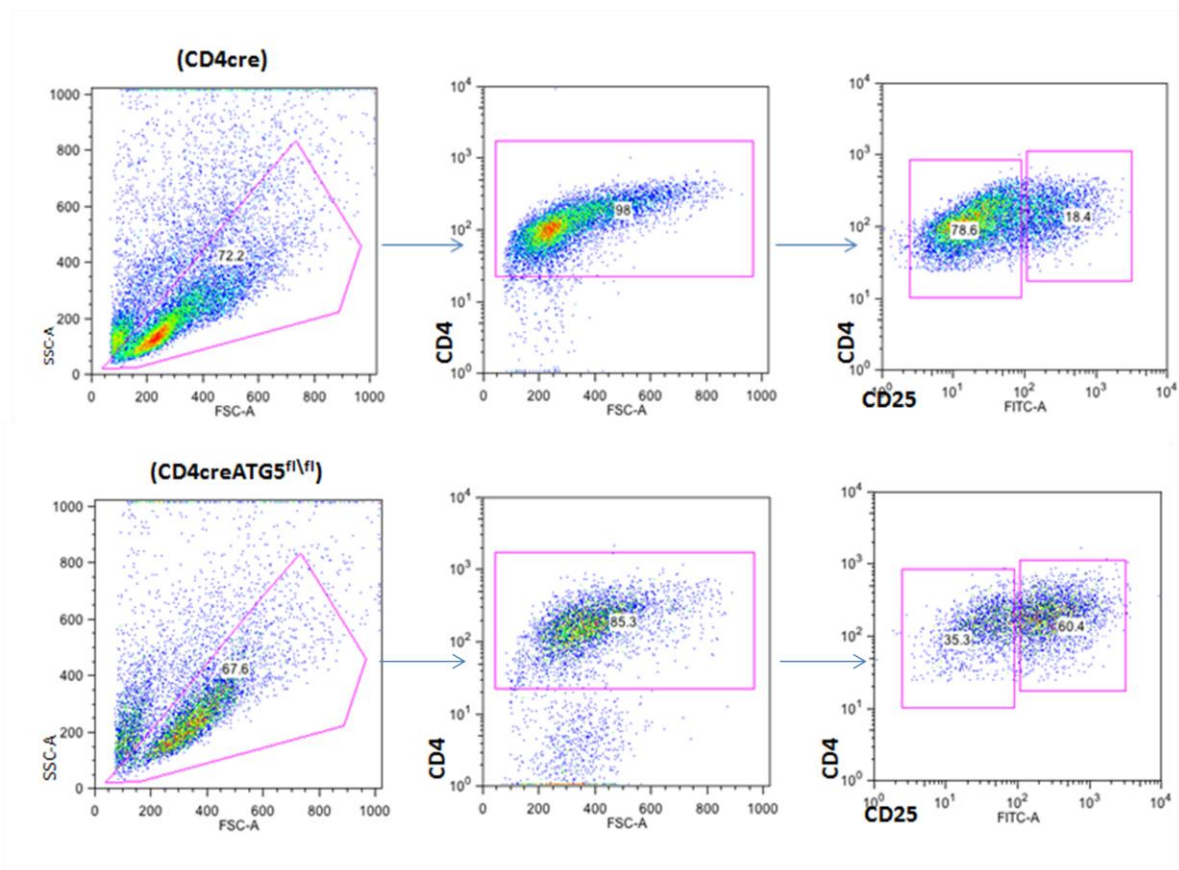 (CD4cre)
1000
800
600
400
200
0
SSC-A
72.2
0 200 400 600 800 1000
FSC-A
10^4
10^3
10^2
10^1
10^0
CD4
98
0 200 400 600 800 1000
FSC-A
10^4
10^3
10^2
10^1
10^0
CD4
78.6
18.4
10^0 10^1 10^2 10^3 10^4
CD25
FITC-A
(CD4creATG5fl\fl)
1000
800
600
400
200
0
SSC-A
67.6
0 200 400 600 800 1000
FSC-A
10^4
10^3
10^2
10^1
10^0
CD4
85.3
0 200 400 600 800 1000
FSC-A
10^4
10^3
10^2
10^1
10^0
CD4
35.3
60.4
10^0 10^1 10^2 10^3 10^4
CD25
FITC-A